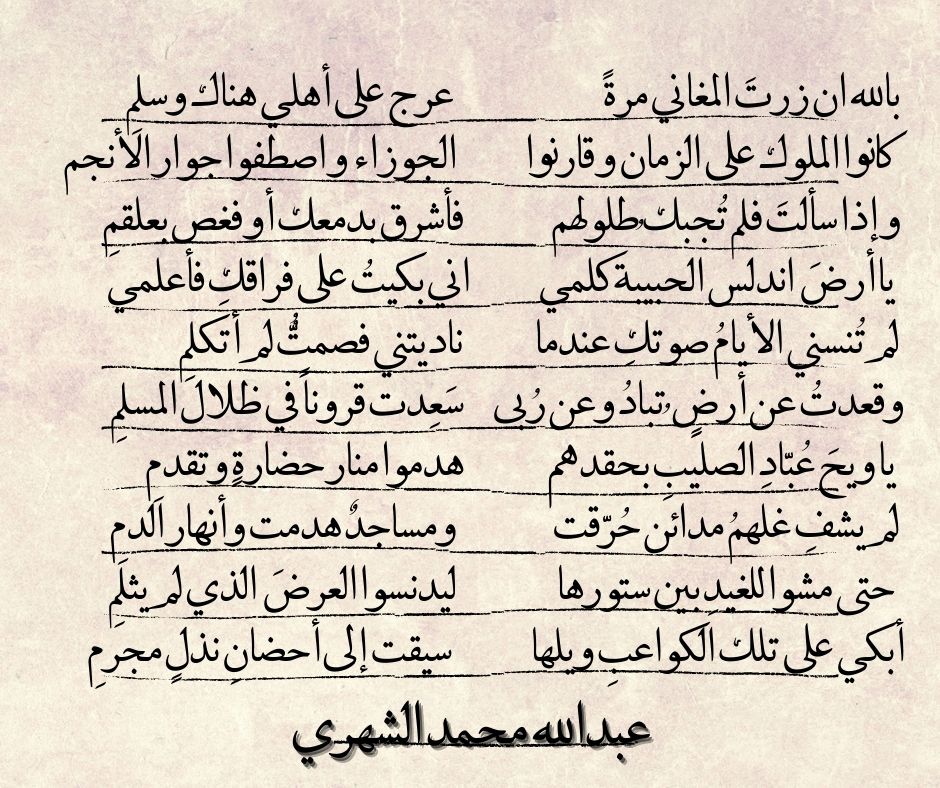 بالله ان زرتَ المغاني مرةً عرج على أهلي هناك وسلم
كانوا الملوك على الزمان وقارنوا الجوزاء واصطفوا جوار الأنجم
وإذا سألتَ فلم تُجبك طلولهم فأشرق بدمعك أو فغص بعلقمِ
يا أرضَ اندلس الحبيبة كلمي اني بكيتُ على فراقكِ فأعلمي
لم تُنسني الأيامُ صوتكِ عندما ناديتني فصمتُّ لم أتكلمِ
وقعدتُ عن أرضٍ تُبادُ وعن رُبى سَعِدت قروناً في ظلالَ المسلمِ
يا ويحَ عُبّادِ الصليبِ بحقدهم هدموا منار حضارةٍ وتقدمِ
لم يشفِ غلهمُ مدائن حُرّقت ومساجدٌ هدمت وأنهار الدمِ
حتى مشوا للغيدِ بين ستورها ليدنسوا العرضَ الذي لم يثلَمِ
أبكي على تلك الكواعبِ ويلها سيقت إلى أحضانِ نذلٍ مجرمِ
عبدالله محمد الشهري